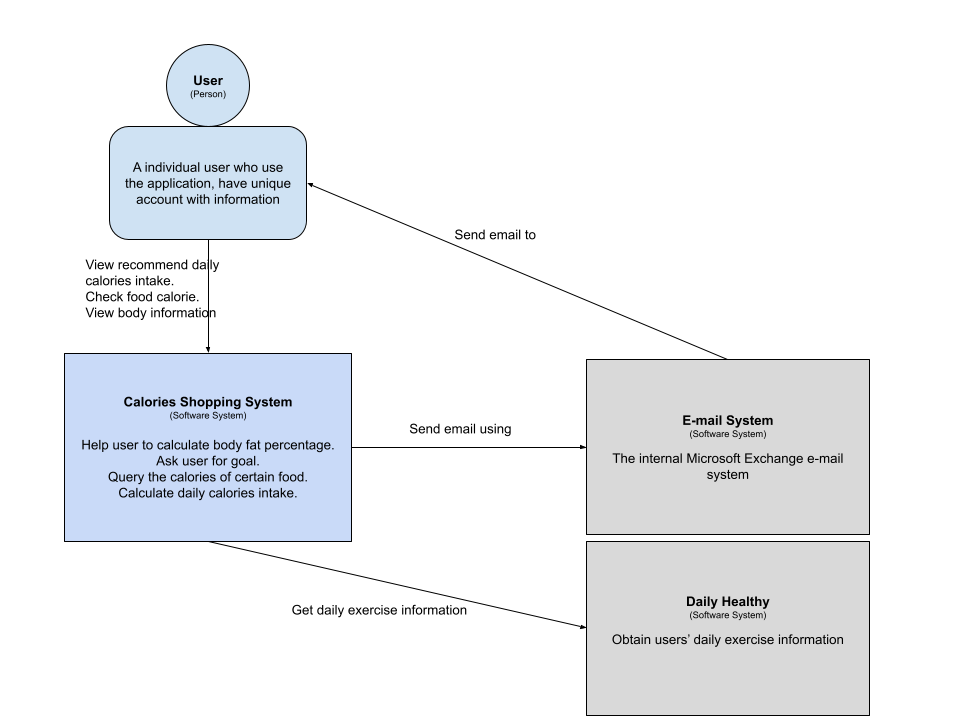 User
(Person)
A individual user who use
the application, have unique
account with information
Send email to
View recommend daily
calories intake.
Check food calorie.
View body information
Calories Shopping System
(Software System)
Help user to calculate body fat percentage.
Ask user for goal.
Query the calories of certain food.
Calculate daily calories intake.
Send email using
E-mail System
(Software System)
The internal Microsoft Exchange e-mail
system
Get daily exercise information
Daily Healthy
(Software System)
Obtain users’ daily exercise information